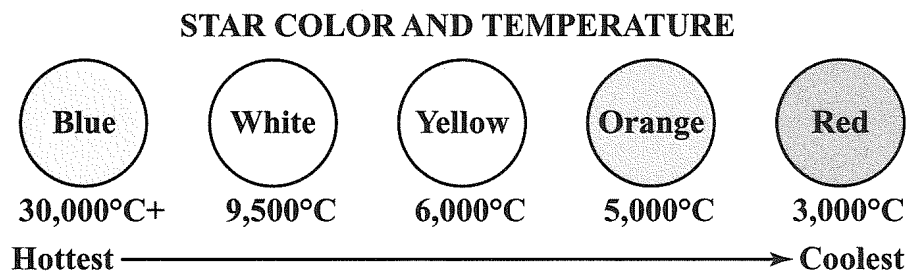 STAR COLOR AND TEMPERATURE
Blue White Yellow Orange Red
30,000°C+ 9,500°C 6,000°C 5,000°C 3,000°C
Hottest Coolest